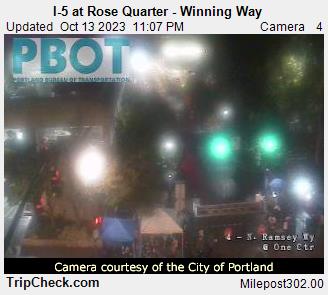 I-5 at Rose Quarter - Winning Way
Updated Oct 13 2023 11:07 PM Camera 4
PBOT
PORTLAND BUREAU OF TRANSPORTATION
4 - N. Ramsey Wy
@ One Ctr
Camera courtesy of the City of Portland
TripCheck.com Milepost302.00